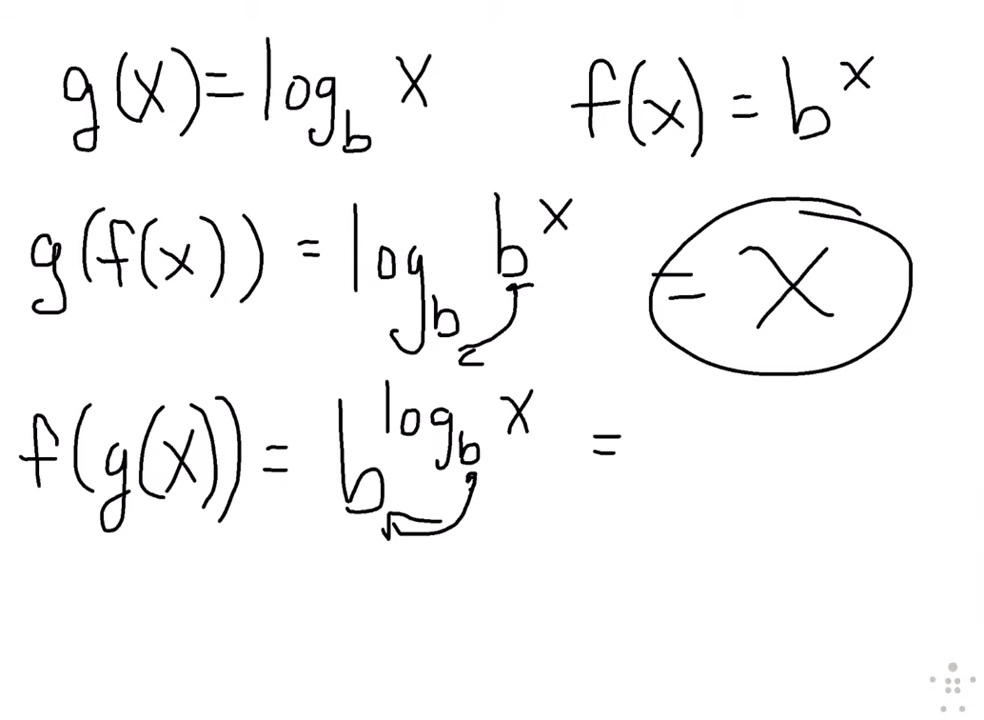 g(x)=log_b x f(x)=b^x
g(f(x))=log_b b^x =x
f(g(x))=b^{log_b x}=